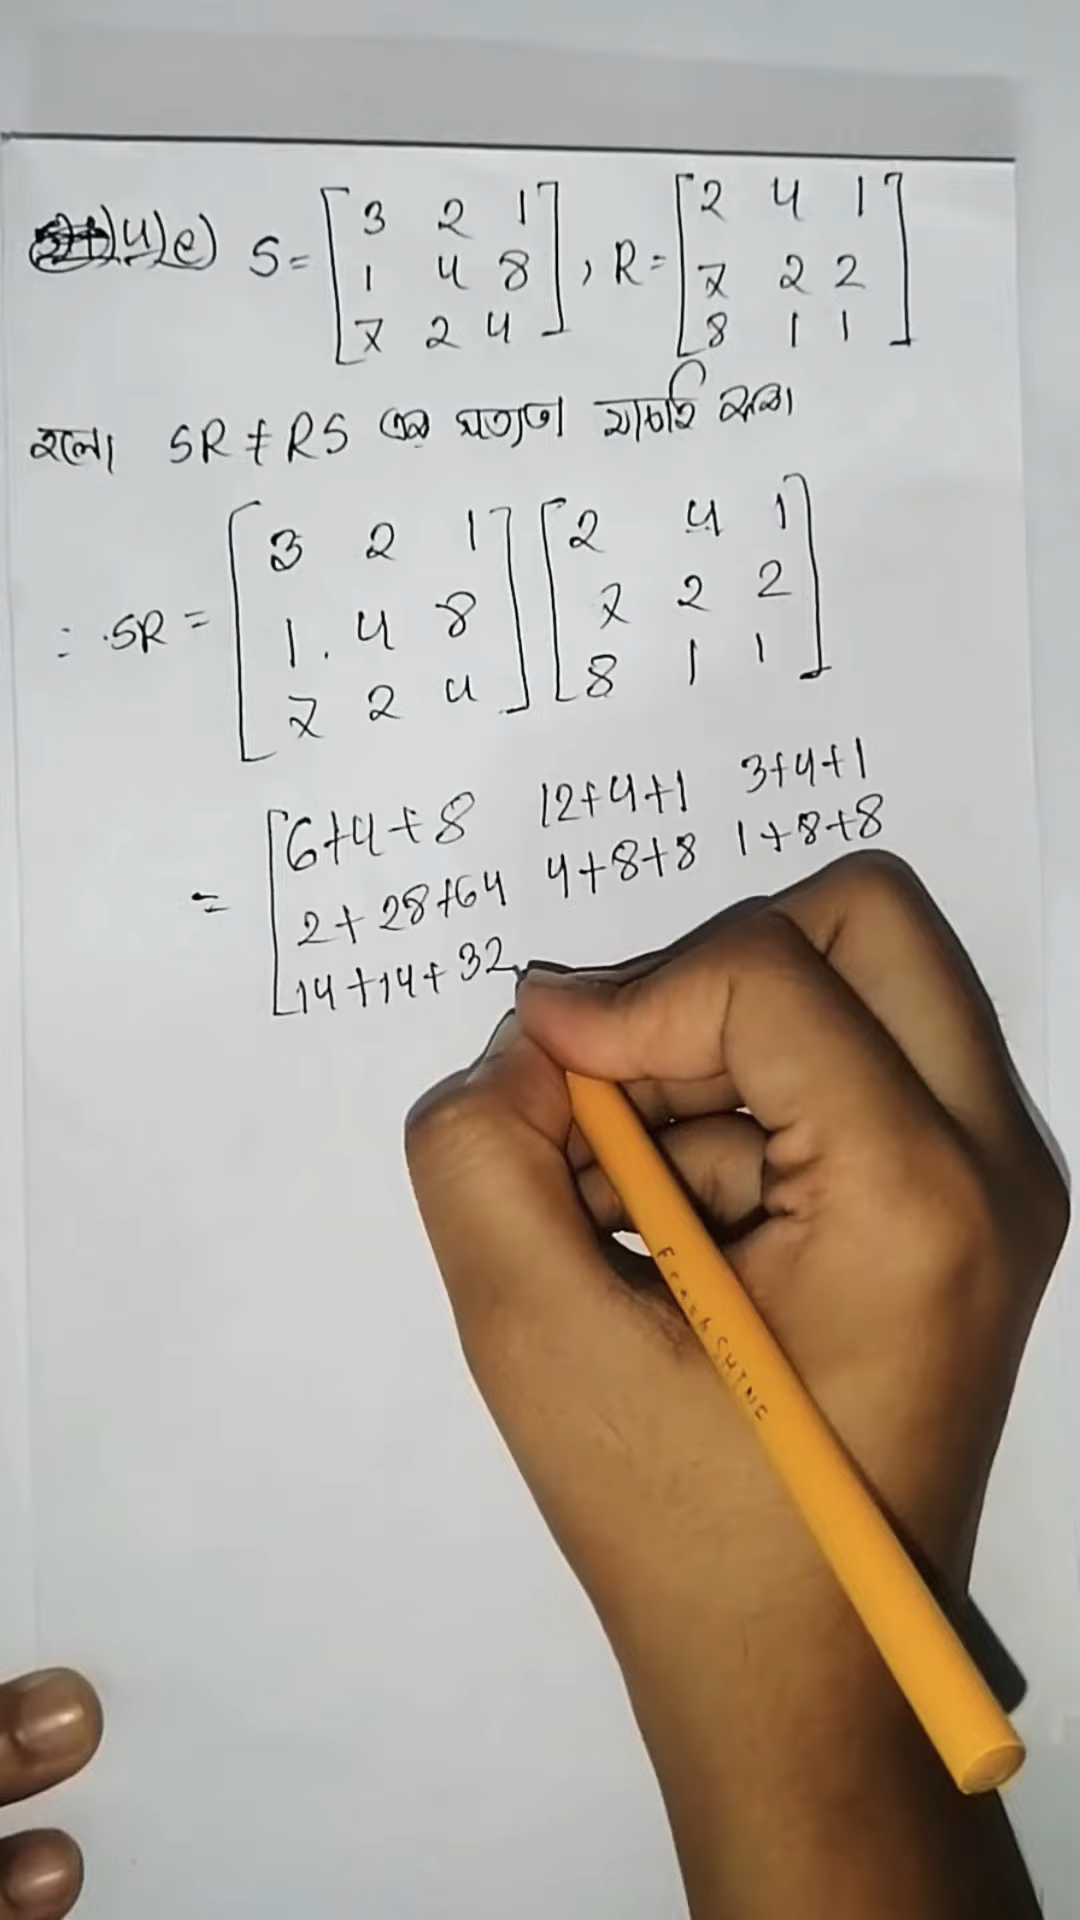 4)e) S = [3 2 1 1 4 8 7 2 4], R = [2 4 1 7 2 2 8 1 1]
হলে। SR ≠ RS এর সত্যতা যাচাই কর।
∴ SR = [3 2 1 1 4 8 7 2 4] [2 4 1 7 2 2 8 1 1]
= [6+4+8 12+4+1 3+4+1
2+28+64 4+8+8 1+8+8
14+14+32
Fresh SHINE